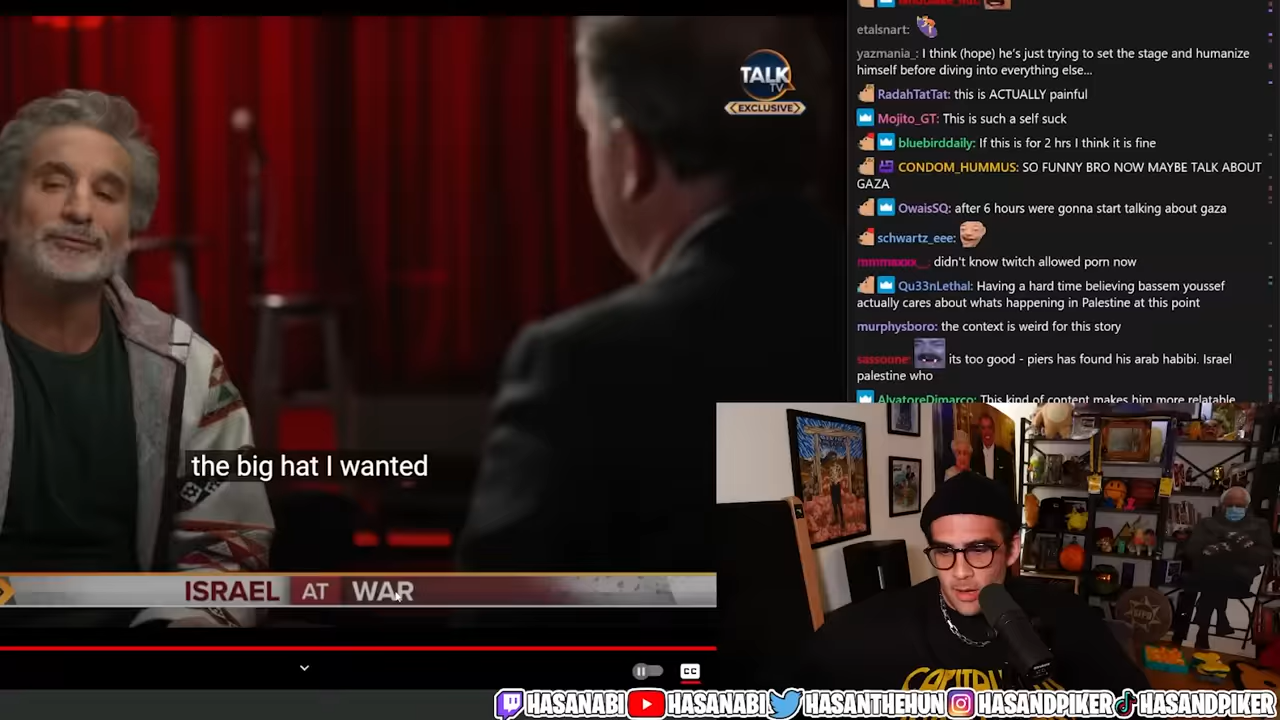 TALK
TV
EXCLUSIVE
the big hat I wanted
ISRAEL AT WAR
CC
etalsnart:
yazmania_: I think (hope) he's just trying to set the stage and humanize
himself before diving into everything else...
RadahTatTat: this is ACTUALLY painful
Mojito_GT: This is such a self suck
bluebirddaily: If this is for 2 hrs I think it is fine
CONDOM_HUMMUS: SO FUNNY BRO NOW MAYBE TALK ABOUT
GAZA
OwaisSQ: after 6 hours were gonna start talking about gaza
schwartz_eee:
didn't know twitch allowed porn now
Qu33nLethal: Having a hard time believing bassem youssef
actually cares about whats happening in Palestine at this point
murphysboro: the context is weird for this story
sassoone: its too good - piers has found his arab habibi. Israel
palestine who
AlvatoreDimarco: This kind of content makes him more relatable
CAPITAL
HASANABI HASANABI HASANTHEHUN HASANDPIKER HASANDPIKER